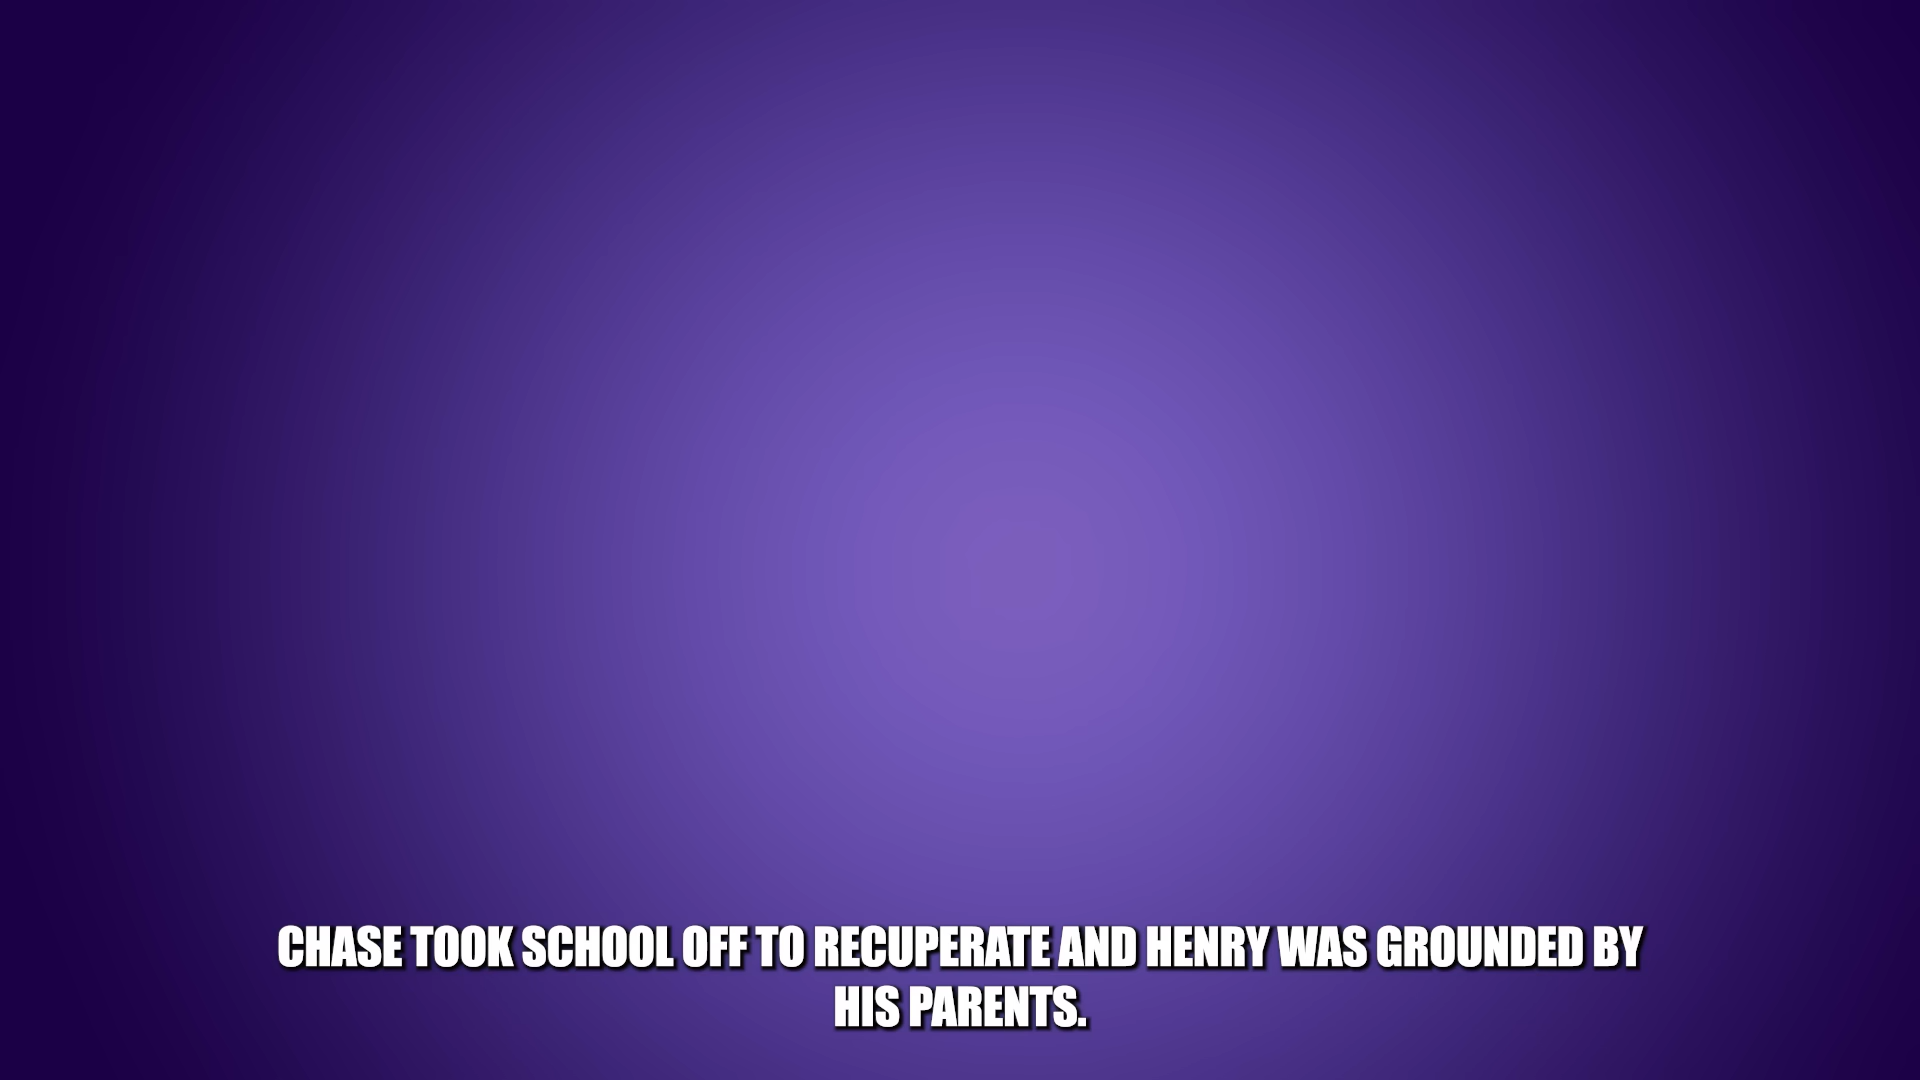 CHASE TOOK SCHOOL OFF TO RECUPERATE AND HENRY WAS GROUNDED BY
HIS PARENTS.